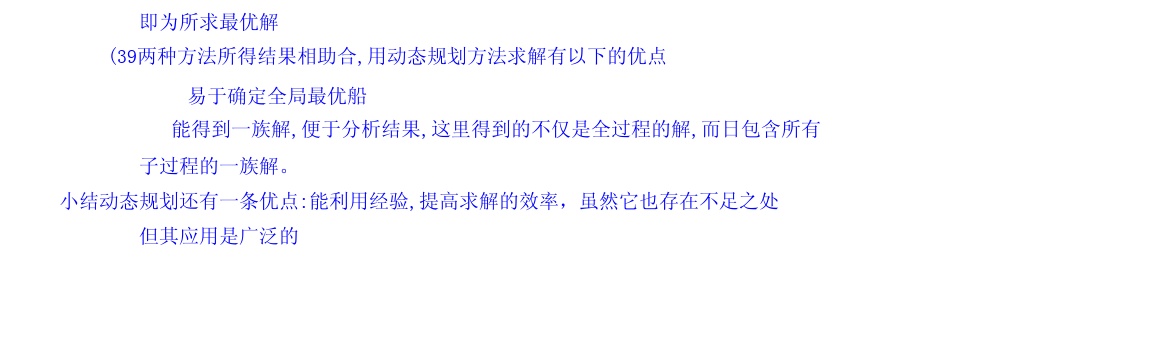 即为所求最优解
(39两种方法所得结果相助合,用动态规划方法求解有以下的优点
易于确定全局最优船
能得到一族解,便于分析结果,这里得到的不仅是全过程的解,而日包含所有
子过程的一族解。
小结动态规划还有一条优点:能利用经验,提高求解的效率，虽然它也存在不足之处
但其应用是广泛的